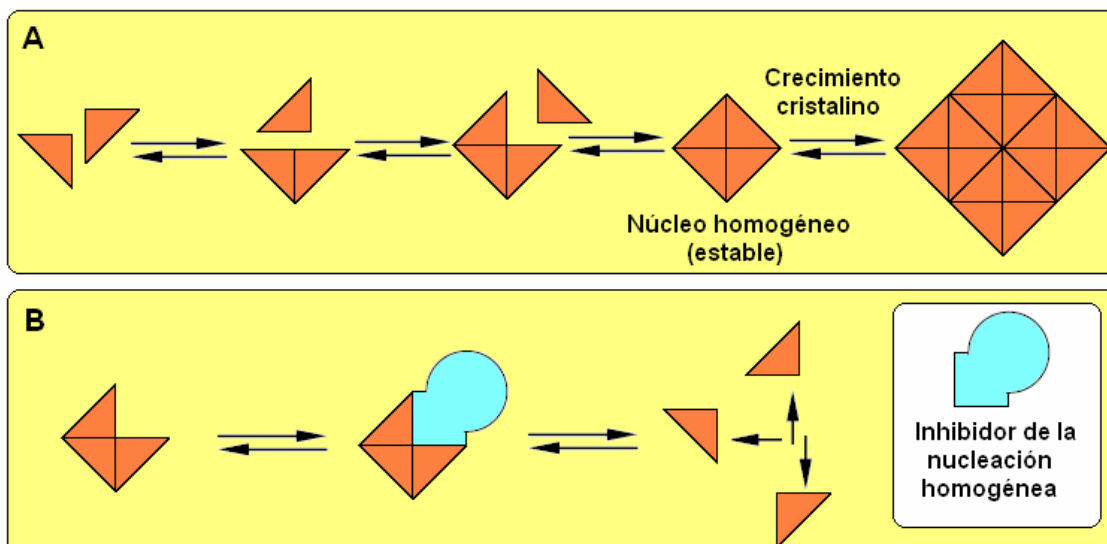 A
Crecimiento
cristalino
Núcleo homogéneo
(estable)
B
Inhibidor de la
nucleación
homogénea